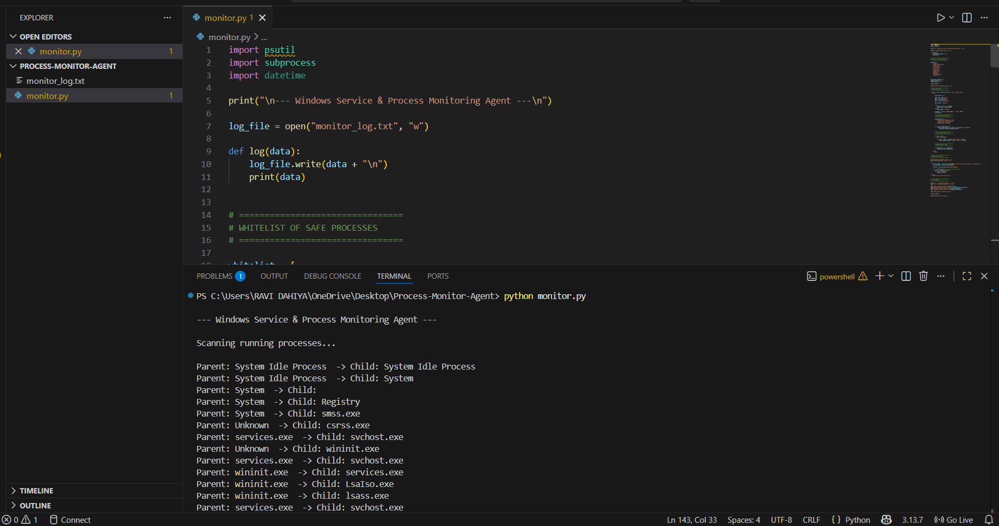 EXPLORER
OPEN EDITORS
monitor.py 1
PROCESS-MONITOR-AGENT
monitor_log.txt
monitor.py 1
TIMELINE
OUTLINE
monitor.py 1
monitor.py > ...
1 import psutil
2 import subprocess
3 import datetime
4
5 print("\n--- Windows Service & Process Monitoring Agent ---\n")
6
7 log_file = open("monitor_log.txt", "w")
8
9 def log(data):
10 log_file.write(data + "\n")
11 print(data)
12
13
14 # ================================
15 # WHITELIST OF SAFE PROCESSES
16 # ================================
17
18 whitelist = [
PROBLEMS 1 OUTPUT DEBUG CONSOLE TERMINAL PORTS
powershell
PS C:\Users\RAVI DAHIYA\OneDrive\Desktop\Process-Monitor-Agent> python monitor.py
--- Windows Service & Process Monitoring Agent ---
Scanning running processes...
Parent: System Idle Process -> Child: System Idle Process
Parent: System Idle Process -> Child: System
Parent: System -> Child:
Parent: System -> Child: Registry
Parent: System -> Child: smss.exe
Parent: Unknown -> Child: csrss.exe
Parent: services.exe -> Child: svchost.exe
Parent: Unknown -> Child: wininit.exe
Parent: services.exe -> Child: svchost.exe
Parent: wininit.exe -> Child: services.exe
Parent: wininit.exe -> Child: LsaIso.exe
Parent: wininit.exe -> Child: lsass.exe
Parent: services.exe -> Child: svchost.exe
0 1 Connect Ln 143, Col 33 Spaces: 4 UTF-8 CRLF {} Python 3.13.7 Go Live